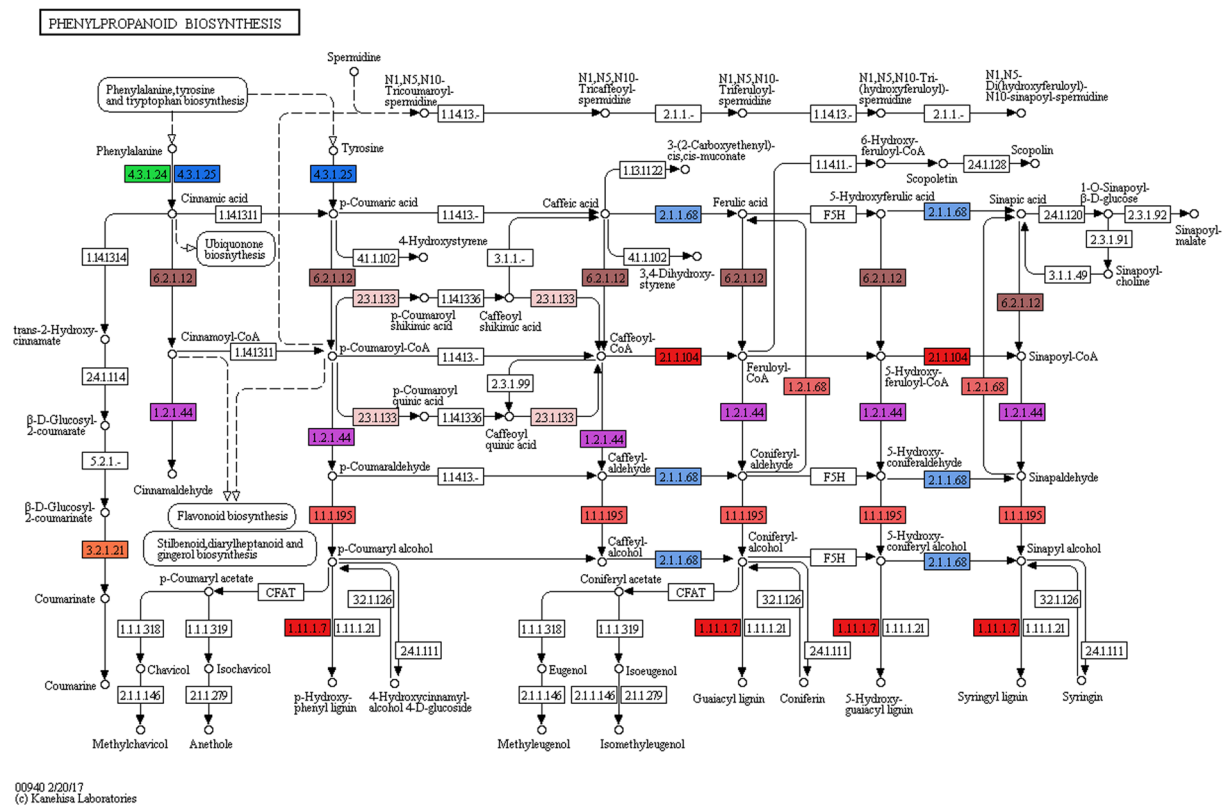 PHENYLPROPANOID BIOSYNTHESIS
Spermidine
Phenylalanine,tyrosine
and tryptophan biosynthesis
N1,N5,N10-
Tricoumaroyl-
spermidine
N1,N5,N10-
Tricaffeoyl-
spermidine
N1,N5,N10-
Triferuloyl-
spermidine
N1,N5,N10-Tri-
(hydroxyferuloyl)-
spermidine
N1,N5-
Di(hydroxyferuloyl)-
N10-sinapoyl-spermidine
1.14.13.-
2.1.1.-
1.14.13.-
2.1.1.-
Phenylalanine
Tyrosine
4.3.1.24
4.3.1.25
4.3.1.25
3-(2-Carboxyethenyl)-
cis,cis-muconate
1.13.1122
1.14.11.-
6-Hydroxy-
feruloyl-CoA
Scopoletin
2.4.1.128
Scopolin
Cinnamic acid
1.14.1311
p-Coumaric acid
1.14.13.-
Caffeic acid
2.1.1.68
Ferulic acid
F5H
5-Hydroxyferulic acid
2.1.1.68
Sinapic acid
2.4.1.120
1-O-Sinapoyl-
β-D-glucose
2.3.1.92
Sinapoyl-
malate
2.3.1.91
3.1.1.49
Sinapoyl-
choline
Ubiquonone
biosnythesis
4.1.1.102
4-Hydroxystyrene
3.1.1.-
4.1.1.102
3,4-Dihydroxy-
styrene
1.14.1314
6.2.1.12
6.2.1.12
6.2.1.12
6.2.1.12
6.2.1.12
6.2.1.12
2.3.1.133
p-Coumaroyl
shikimic acid
1.14.1336
Caffeoyl
shikimic acid
2.3.1.133
trans-2-Hydroxy-
cinnamate
Cinnamoyl-CoA
1.14.1311
p-Coumaroyl-CoA
1.14.13.-
Caffeoyl-
CoA
2.1.1.104
Feruloyl-
CoA
5-Hydroxy-
feruloyl-CoA
2.1.1.104
Sinapoyl-CoA
2.4.1.114
p-Coumaroyl
quinic acid
2.3.1.99
1.2.1.68
1.2.1.68
β-D-Glucosyl-
2-coumarate
1.2.1.44
1.2.1.44
2.3.1.133
1.14.1336
Caffeoyl
quinic acid
2.3.1.133
1.2.1.44
1.2.1.44
1.2.1.44
1.2.1.44
5.2.1.-
Cinnamaldehyde
p-Coumaraldehyde
1.14.13.-
Caffeyl-
aldehyde
2.1.1.68
Coniferyl-
aldehyde
F5H
5-Hydroxy-
coniferaldehyde
2.1.1.68
Sinapaldehyde
β-D-Glucosyl-
2-coumarinate
Flavonoid biosynthesis
Stilbenoid,diarylheptanoid and
gingerol biosynthesis
3.2.1.21
1.1.1.195
1.1.1.195
1.1.1.195
1.1.1.195
1.1.1.195
p-Coumaryl alcohol
Caffeyl-
alcohol
2.1.1.68
Coniferyl-
alcohol
F5H
5-Hydroxy-
coniferyl alcohol
2.1.1.68
Sinapyl alcohol
p-Coumaryl acetate
CFAT
Coniferyl acetate
CFAT
Coumarinate
1.1.1.318
1.1.1.319
1.11.1.7
1.11.1.21
3.2.1.126
2.4.1.111
1.1.1.318
1.1.1.319
1.11.1.7
1.11.1.21
3.2.1.126
2.4.1.111
1.11.1.7
1.11.1.21
1.11.1.7
1.11.1.21
3.2.1.126
2.4.1.111
Coumarine
Chavicol
Isochavicol
Eugenol
Isoeugenol
2.1.1.146
2.1.1.279
2.1.1.146
2.1.1.146
2.1.1.279
p-Hydroxy-
phenyl lignin
4-Hydroxycinnamyl-
alcohol 4-D-glucoside
Guaiacyl lignin
Coniferin
5-Hydroxy-
guaiacyl lignin
Syringyl lignin
Syringin
Methylchavicol
Anethole
Methyleugenol
Isomethyleugenol
00940 2/20/17
(c) Kanehisa Laboratories